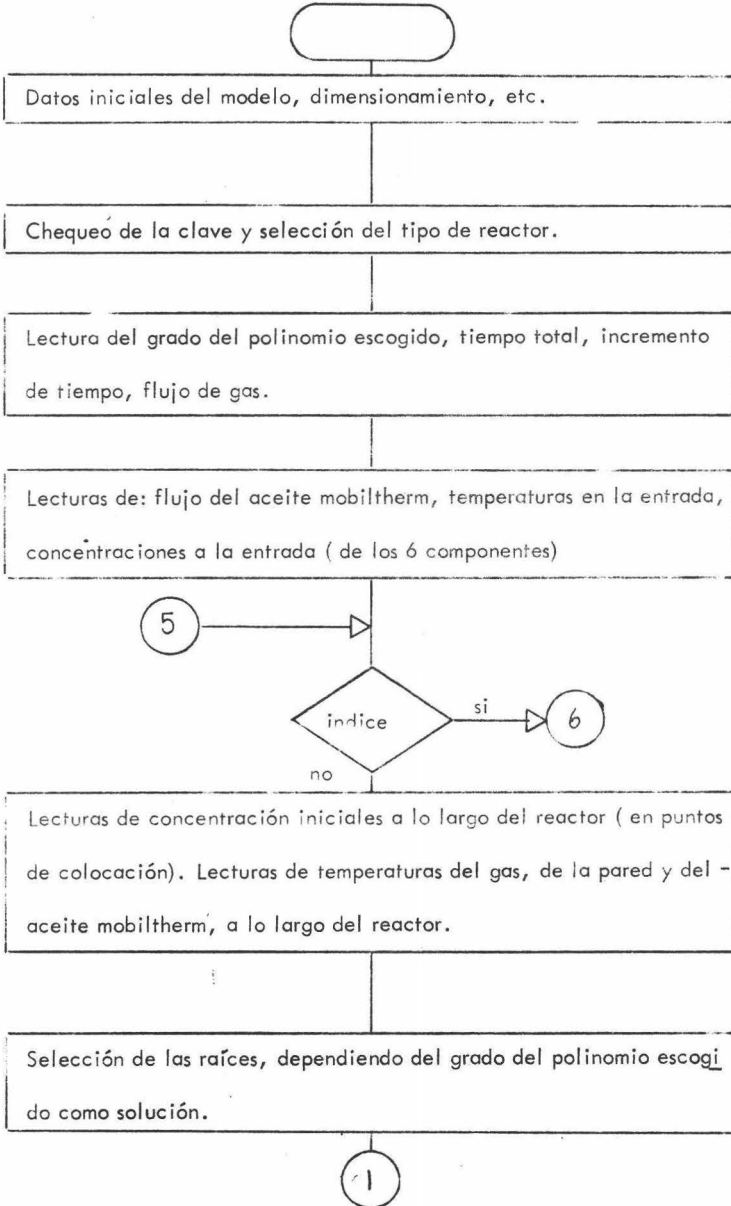 Datos iniciales del modelo, dimensionamiento, etc.
Chequeó de la clave y selección del tipo de reactor.
Lectura del grado del polinomio escogido, tiempo total, incremento
de tiempo, flujo de gas.
Lecturas de: flujo del aceite mobiltherm, temperaturas en la entrada,
concentraciones a la entrada ( de los 6 componentes)
5
indice
si
6
no
Lecturas de concentración iniciales a lo largo del reactor ( en puntos
de colocación). Lecturas de temperaturas del gas, de la pared y del -
aceite mobiltherm, a lo largo del reactor.
Selección de las raíces, dependiendo del grado del polinomio escogi
do como solución.
1